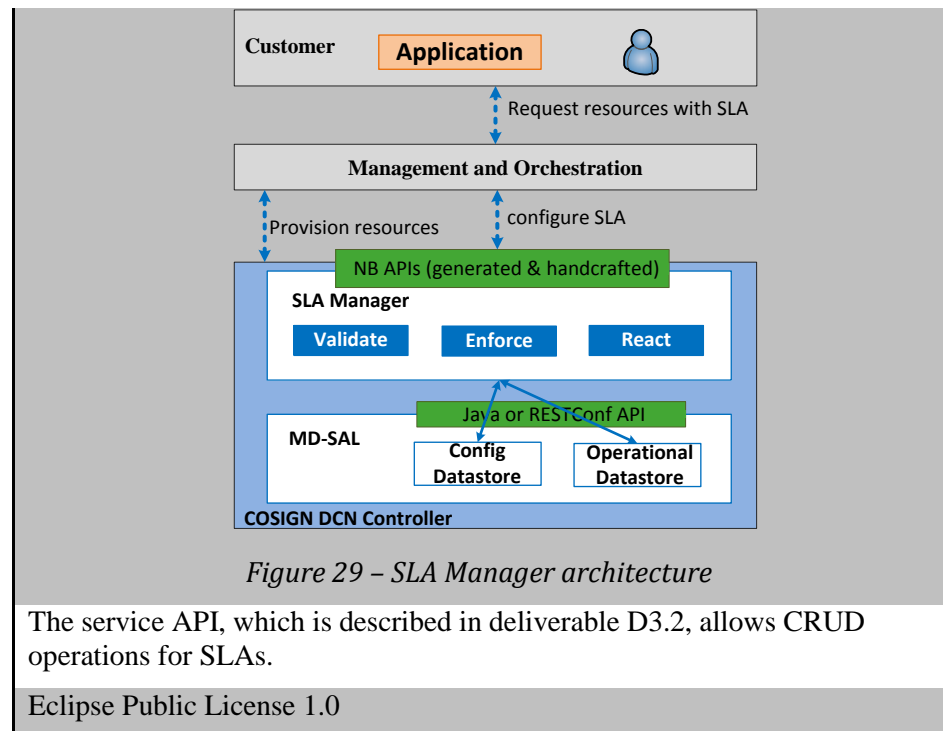 Customer
Application
Request resources with SLA
Management and Orchestration
Provision resources
configure SLA
NB APIs (generated & handcrafted)
SLA Manager
Validate
Enforce
React
Java or RESTConf API
MD-SAL
Config
Datastore
Operational
Datastore
COSIGN DCN Controller
Figure 29 – SLA Manager architecture
The service API, which is described in deliverable D3.2, allows CRUD
operations for SLAs.
Eclipse Public License 1.0